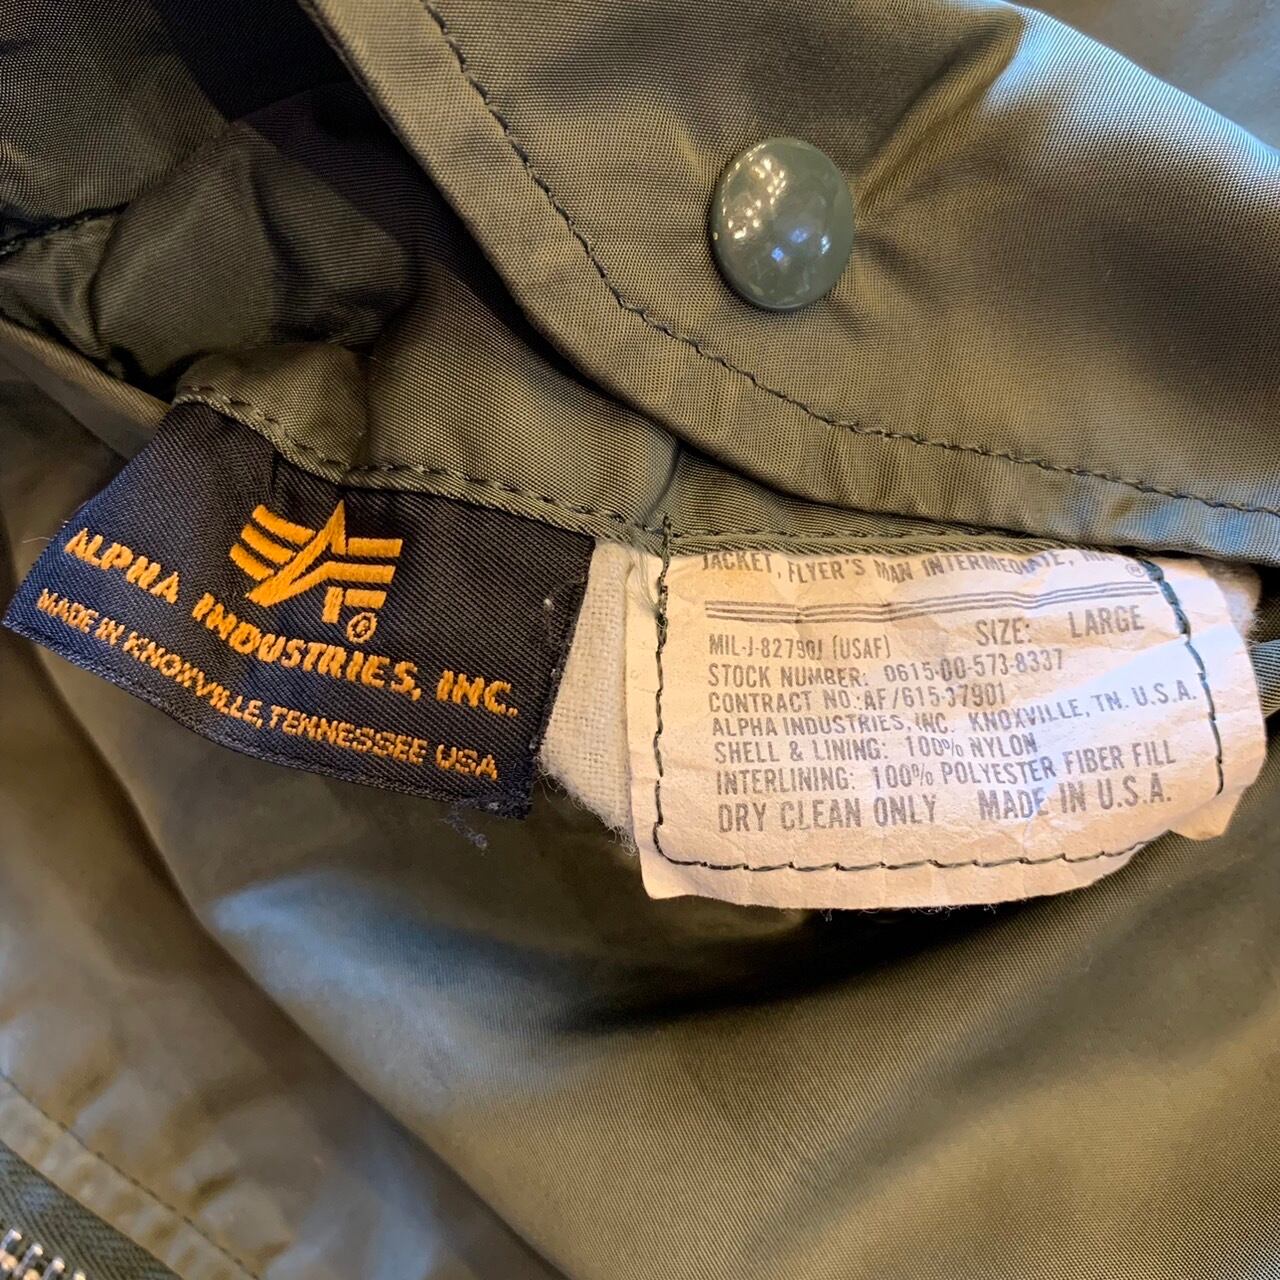 ALPHA INDUSTRIES, INC.
MADE IN KNOXVILLE, TENNESSEE USA
JACKET, FLYER'S MAN INTERMEDIATE,
SIZE: LARGE
MIL-J-82790J (USAF)
STOCK NUMBER: 0615-00-573-8337
CONTRACT NO.: AF/615-37901
ALPHA INDUSTRIES, INC. KNOXVILLE, TN. U.S.A.
SHELL & LINING: 100% NYLON
INTERLINING: 100% POLYESTER FIBER FILL
DRY CLEAN ONLY MADE IN U.S.A.